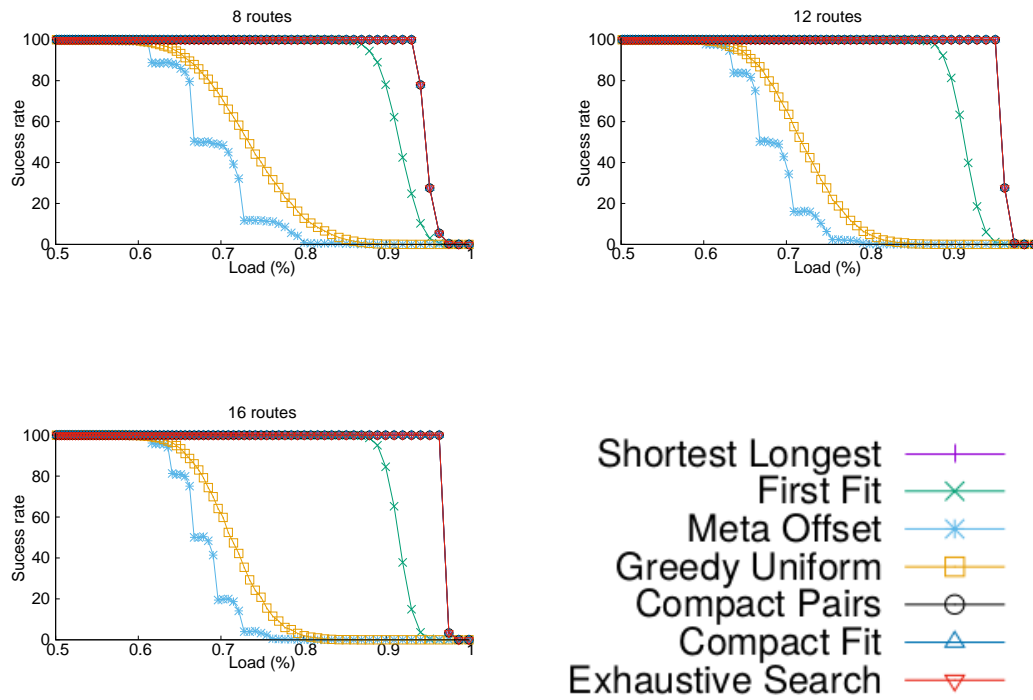 8 routes
100
80
60
40
20
0
Sucess rate
0.5 0.6 0.7 0.8 0.9 1
Load (%)
12 routes
100
80
60
40
20
0
Sucess rate
0.5 0.6 0.7 0.8 0.9
Load (%)
16 routes
100
80
60
40
20
0
Sucess rate
0.5 0.6 0.7 0.8 0.9 1
Load (%)
Shortest Longest
First Fit
Meta Offset
Greedy Uniform
Compact Pairs
Compact Fit
Exhaustive Search